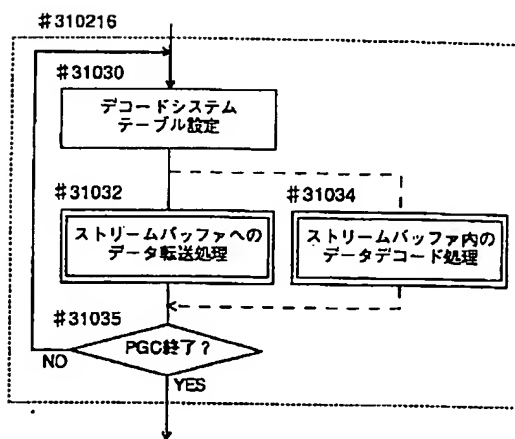 #310216
#31030
デコードシステム
テーブル設定
#31032
#31034
ストリームバッファへの
データ転送処理
ストリームバッファ内の
データデコード処理
#31035
PGC終了?
NO
YES